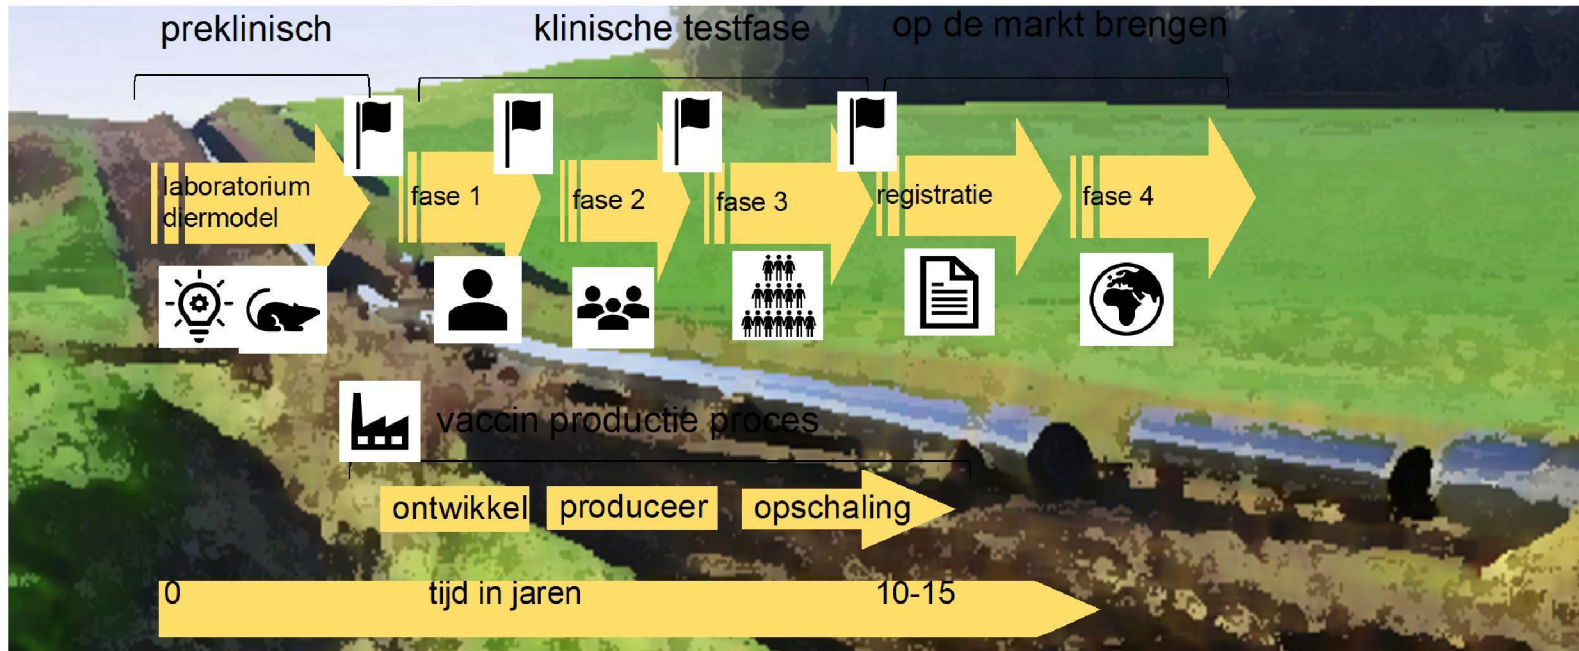 preklinisch
klinische testfase
op de markt brengen
laboratorium
diermodel
fase 1
fase 2
fase 3
registratie
fase 4
vaccin productie proces
ontwikkel
produceer
opschaling
0
tijd in jaren
10-15